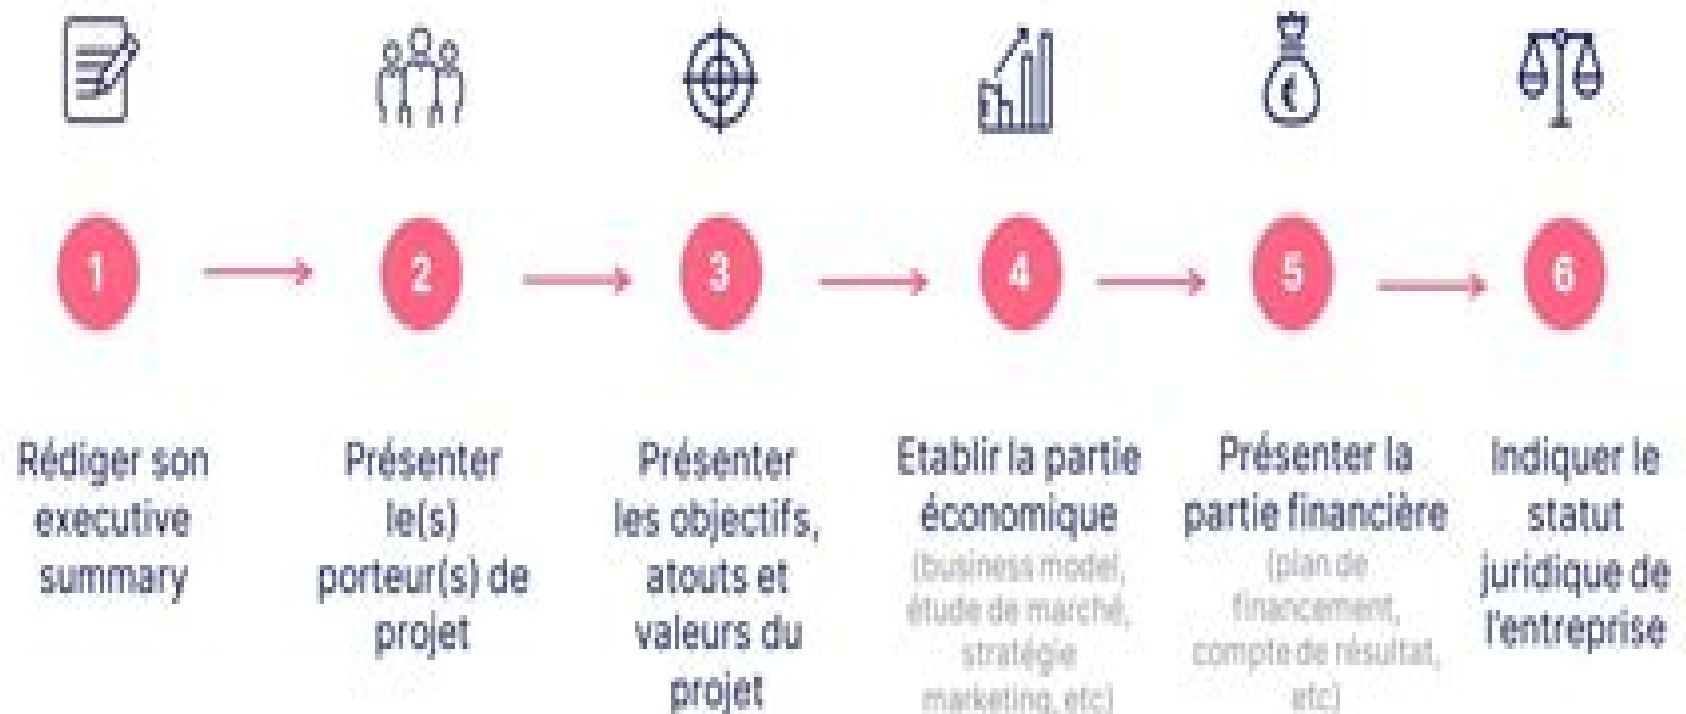 1
2
3
4
5
6
Rédiger son
executive
summary
Présenter
le(s)
porteur(s) de
projet
Présenter
les objectifs,
atouts et
valeurs du
projet
Etablir la partie
économique
(business model,
étude de marché,
stratégie
marketing, etc)
Présenter la
partie financière
(plan de
financement,
compte de résultat,
etc)
Indiquer le
statut
juridique de
l'entreprise